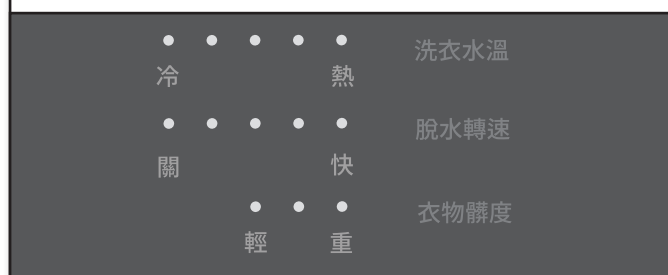 洗衣水溫
冷 熱
脫水轉速
關 快
衣物髒度
輕 重